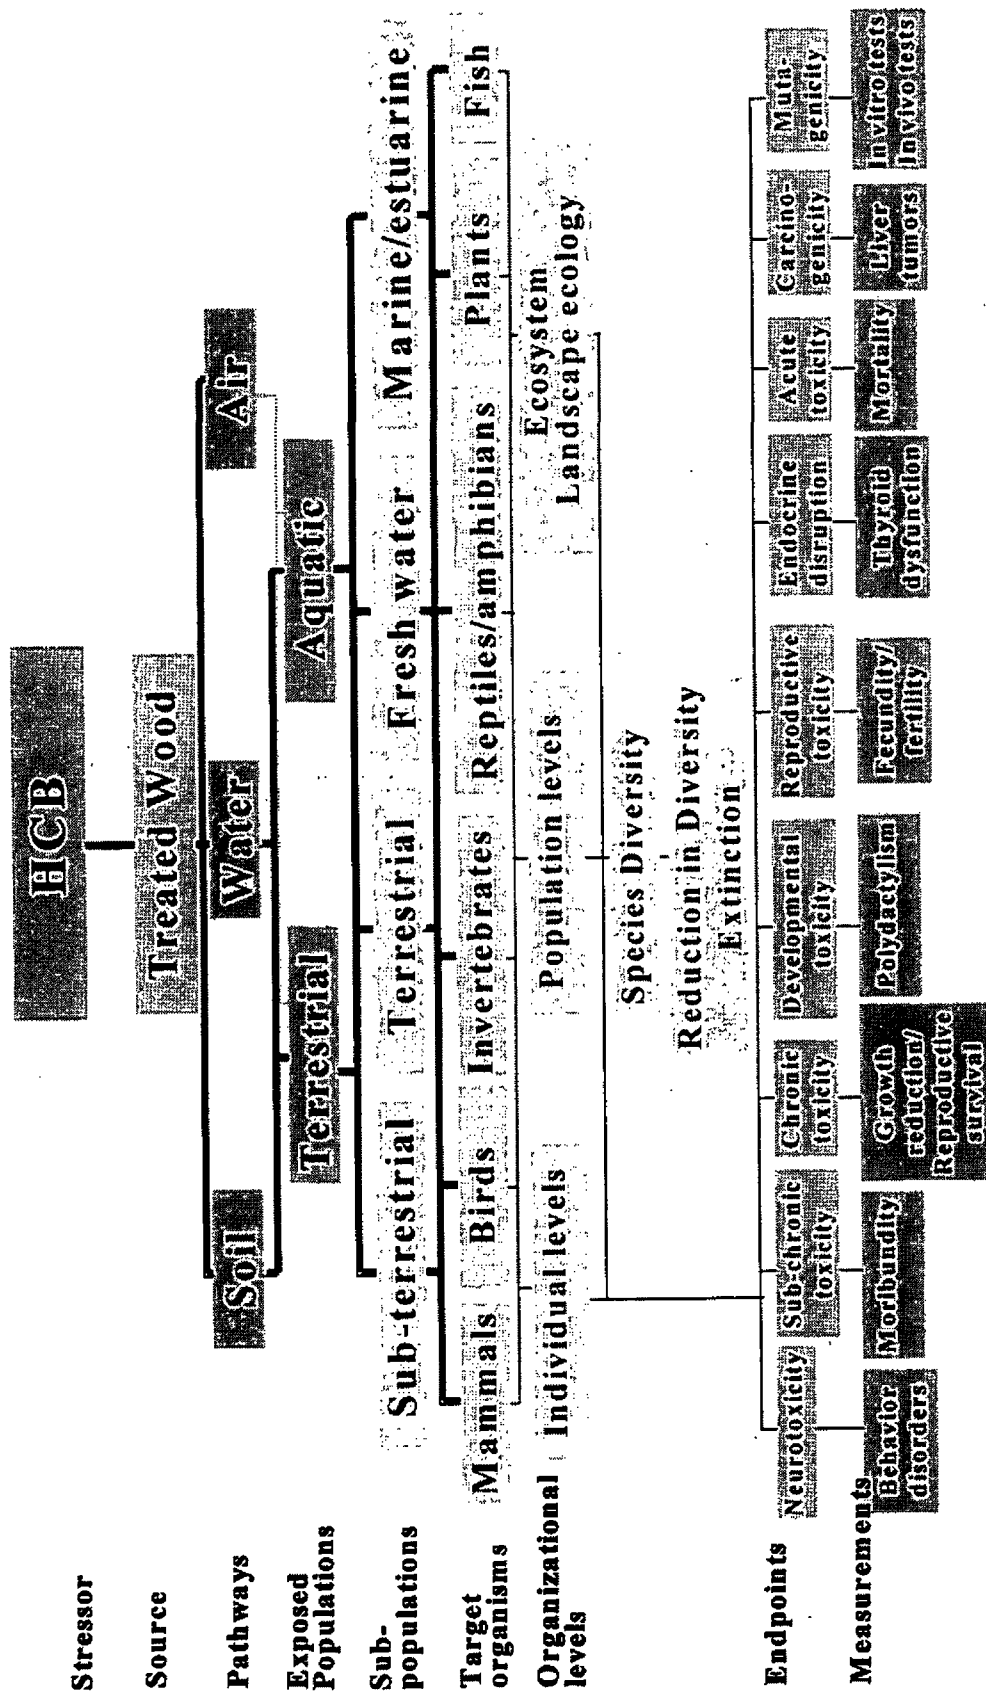 Stressor
HCB
Source
Treated Wood
Pathways
Soil
Water
Air
Exposed
Populations
Terrestrial
Aquatic
Sub-
populations
Sub-terrestrial
Terrestrial
Fresh water
Marine/estuarine
Target
organisms
Mammals
Birds
Invertebrates
Reptiles/amphibians
Plants
Fish
Organizational
levels
Individual levels
Population levels
Ecosystem
Landscape ecology
Species Diversity
Reduction in Diversity
Extinction
Endpoints
Neurotoxicity
Sub-chronic
toxicity
Chronic
toxicity
Developmental
toxicity
Reproductive
toxicity
Endocrine
disruption
Acute
toxicity
Carcino-
genicity
Muta-
genicity
Measurements
Behavior
disorders
Moribundity
Growth
reduction/
Reproductive
survival
Polydactylism
Fecundity/
fertility
Thyroid
dysfunction
Mortality
Liver
tumors
In vitro tests
In vivo tests